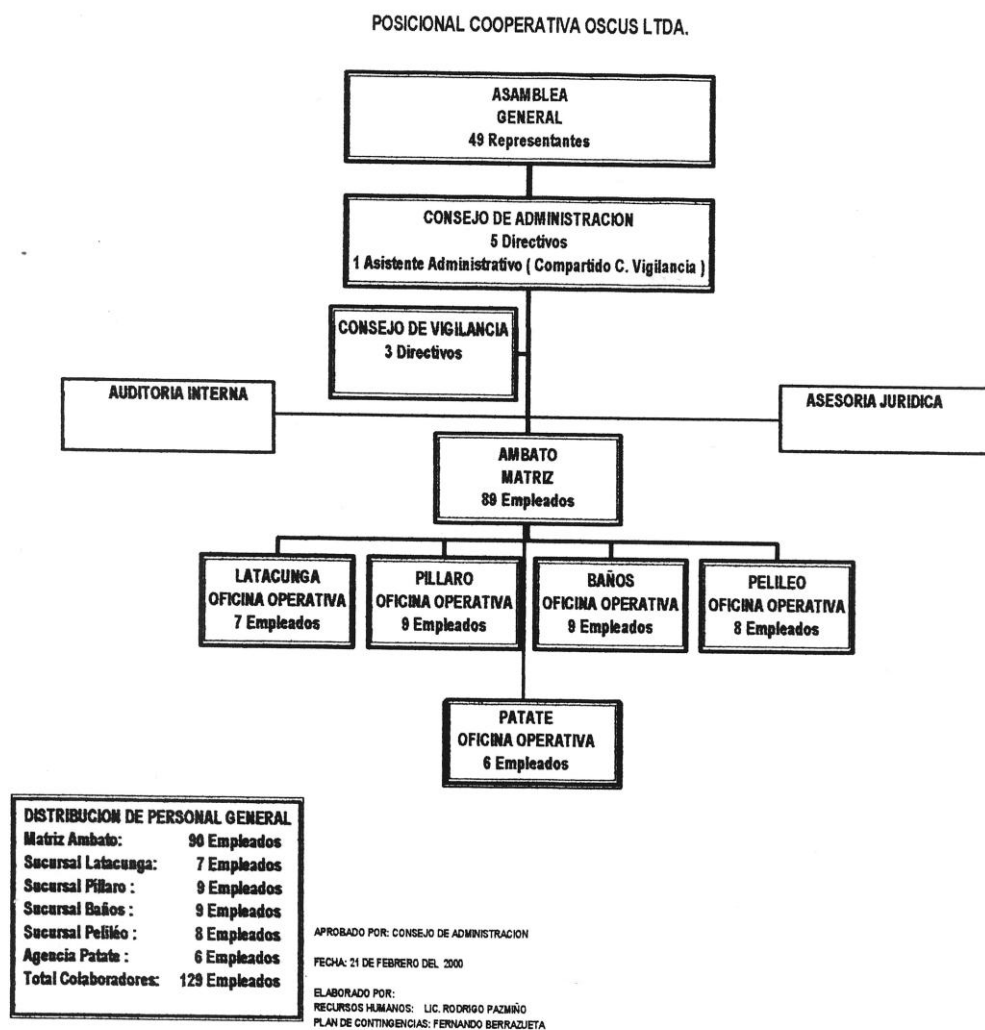 POSICIONAL COOPERATIVA OSCUS LTDA.
ASAMBLEA
GENERAL
49 Representantes
CONSEJO DE ADMINISTRACION
5 Directivos
1 Asistente Administrativo ( Compartido C. Vigilancia )
CONSEJO DE VIGILANCIA
3 Directivos
AUDITORIA INTERNA
ASESORIA JURIDICA
AMBATO
MATRIZ
89 Empleados
LATACUNGA
OFICINA OPERATIVA
7 Empleados
PILLARO
OFICINA OPERATIVA
9 Empleados
BAÑOS
OFICINA OPERATIVA
9 Empleados
PELILEO
OFICINA OPERATIVA
8 Empleados
PATATE
OFICINA OPERATIVA
6 Empleados
DISTRIBUCION DE PERSONAL GENERAL
Matriz Ambato: 90 Empleados
Sucursal Latacunga: 7 Empleados
Sucursal Píllaro : 9 Empleados
Sucursal Baños : 9 Empleados
Sucursal Peliléo : 8 Empleados
Agencia Patate : 6 Empleados
Total Colaboradores: 129 Empleados
APROBADO POR: CONSEJO DE ADMINISTRACION
FECHA: 21 DE FEBRERO DEL 2000
ELABORADO POR:
RECURSOS HUMANOS: LIC. RODRIGO PAZMIÑO
PLAN DE CONTINGENCIAS: FERNANDO BERRAZUETA